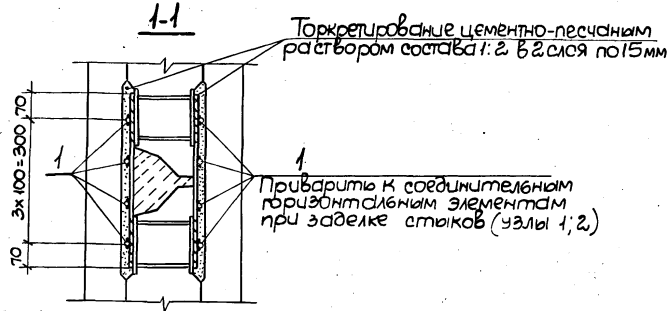 1-1
Торкретирование цементно-песчаным
раствором состава 1:2 в 2 слоя по 15мм
70
3х100=300
70
1
1
Приварить к соединительным
горизонтальным элементам
при заделке стыков (узлы 1;2)